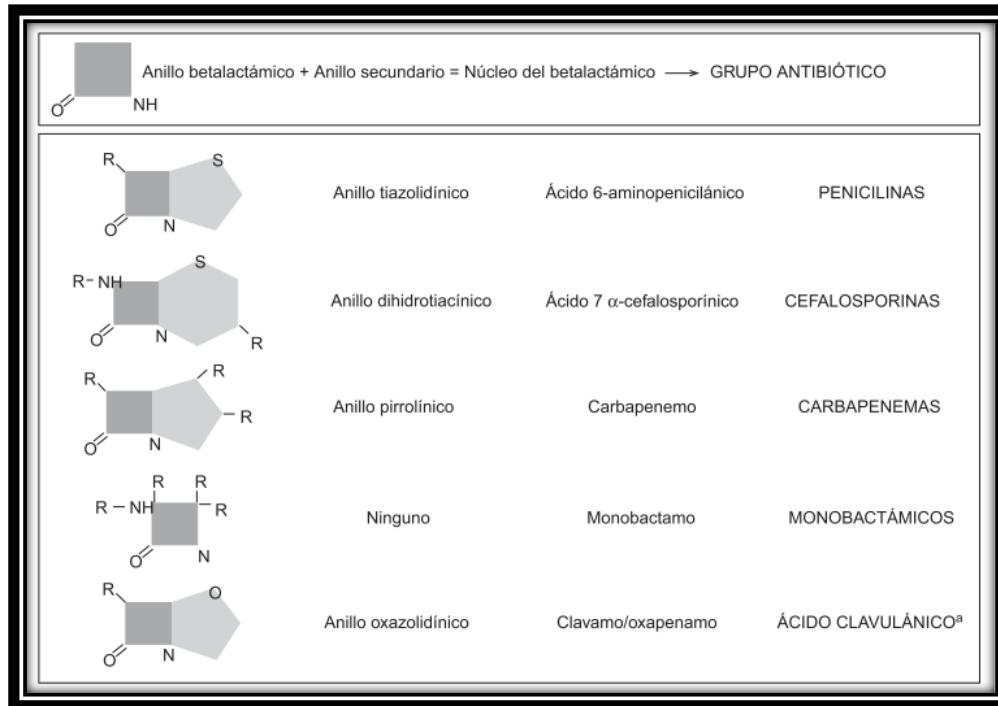 Anillo betalactámico + Anillo secundario = Núcleo del betalactámico → GRUPO ANTIBIÓTICO
O
NH
R
S
O
N
Anillo tiazolidínico Ácido 6-aminopenicilánico PENICILINAS
S
R-NH
O
N
R
Anillo dihidrotiacínico Ácido 7 α-cefalosporínico CEFALOSPORINAS
R
R
R
O
N
Anillo pirrolínico Carbapenemo CARBAPENEMAS
R R
R-NH R
O
N
Ninguno Monobactamo MONOBACTÁMICOS
R
O
O
N
Anillo oxazolidínico Clavamo/oxapenamo ÁCIDO CLAVULÁNICOª